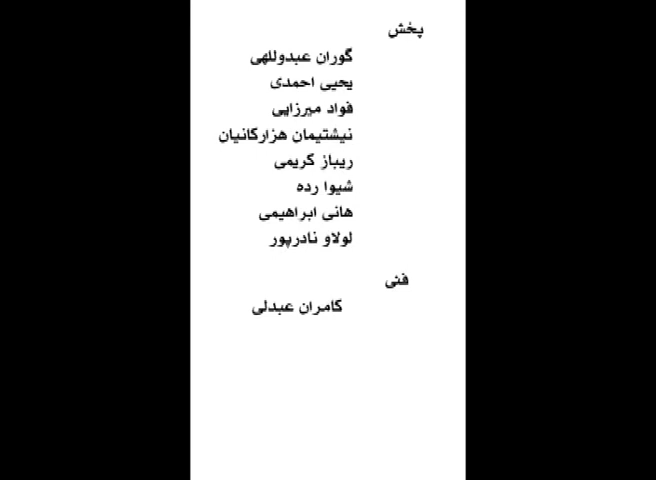 پخش
گوران عبدوللهی
یحیی احمدی
فواد میرزایی
نیشتیمان هزارگانیان
ریباز کریمی
شیوا رده
هانی ابراهیمی
لولاو نادرپور
فنی
کامران عبدلی